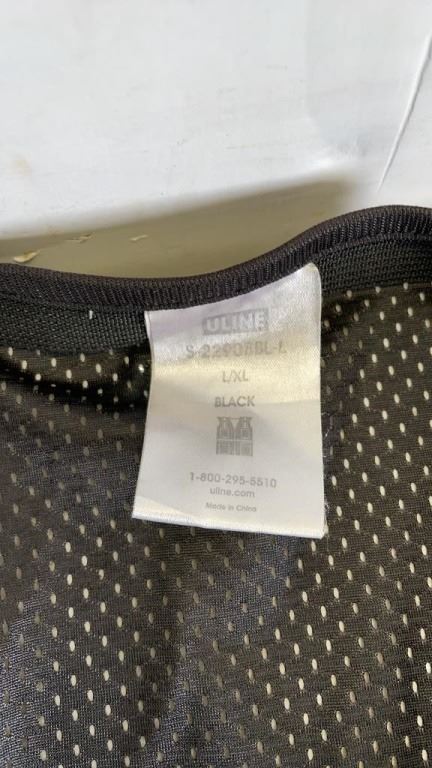 ULINE
S-22908BL-L
L/XL
BLACK
1-800-295-5510
uline.com
Made in China